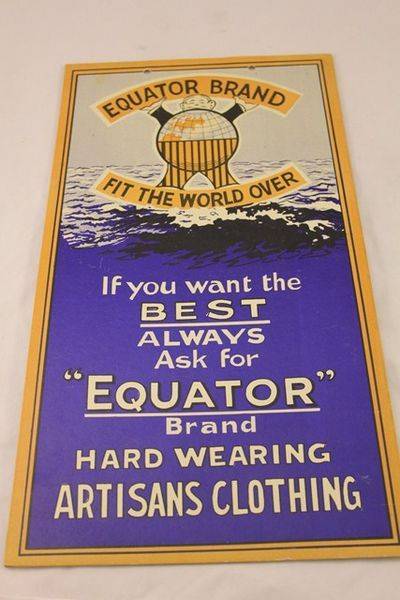 EQUATOR BRAND
FIT THE WORLD OVER
If you want the
BEST
ALWAYS
Ask for
“EQUATOR”
Brand
HARD WEARING
ARTISANS CLOTHING